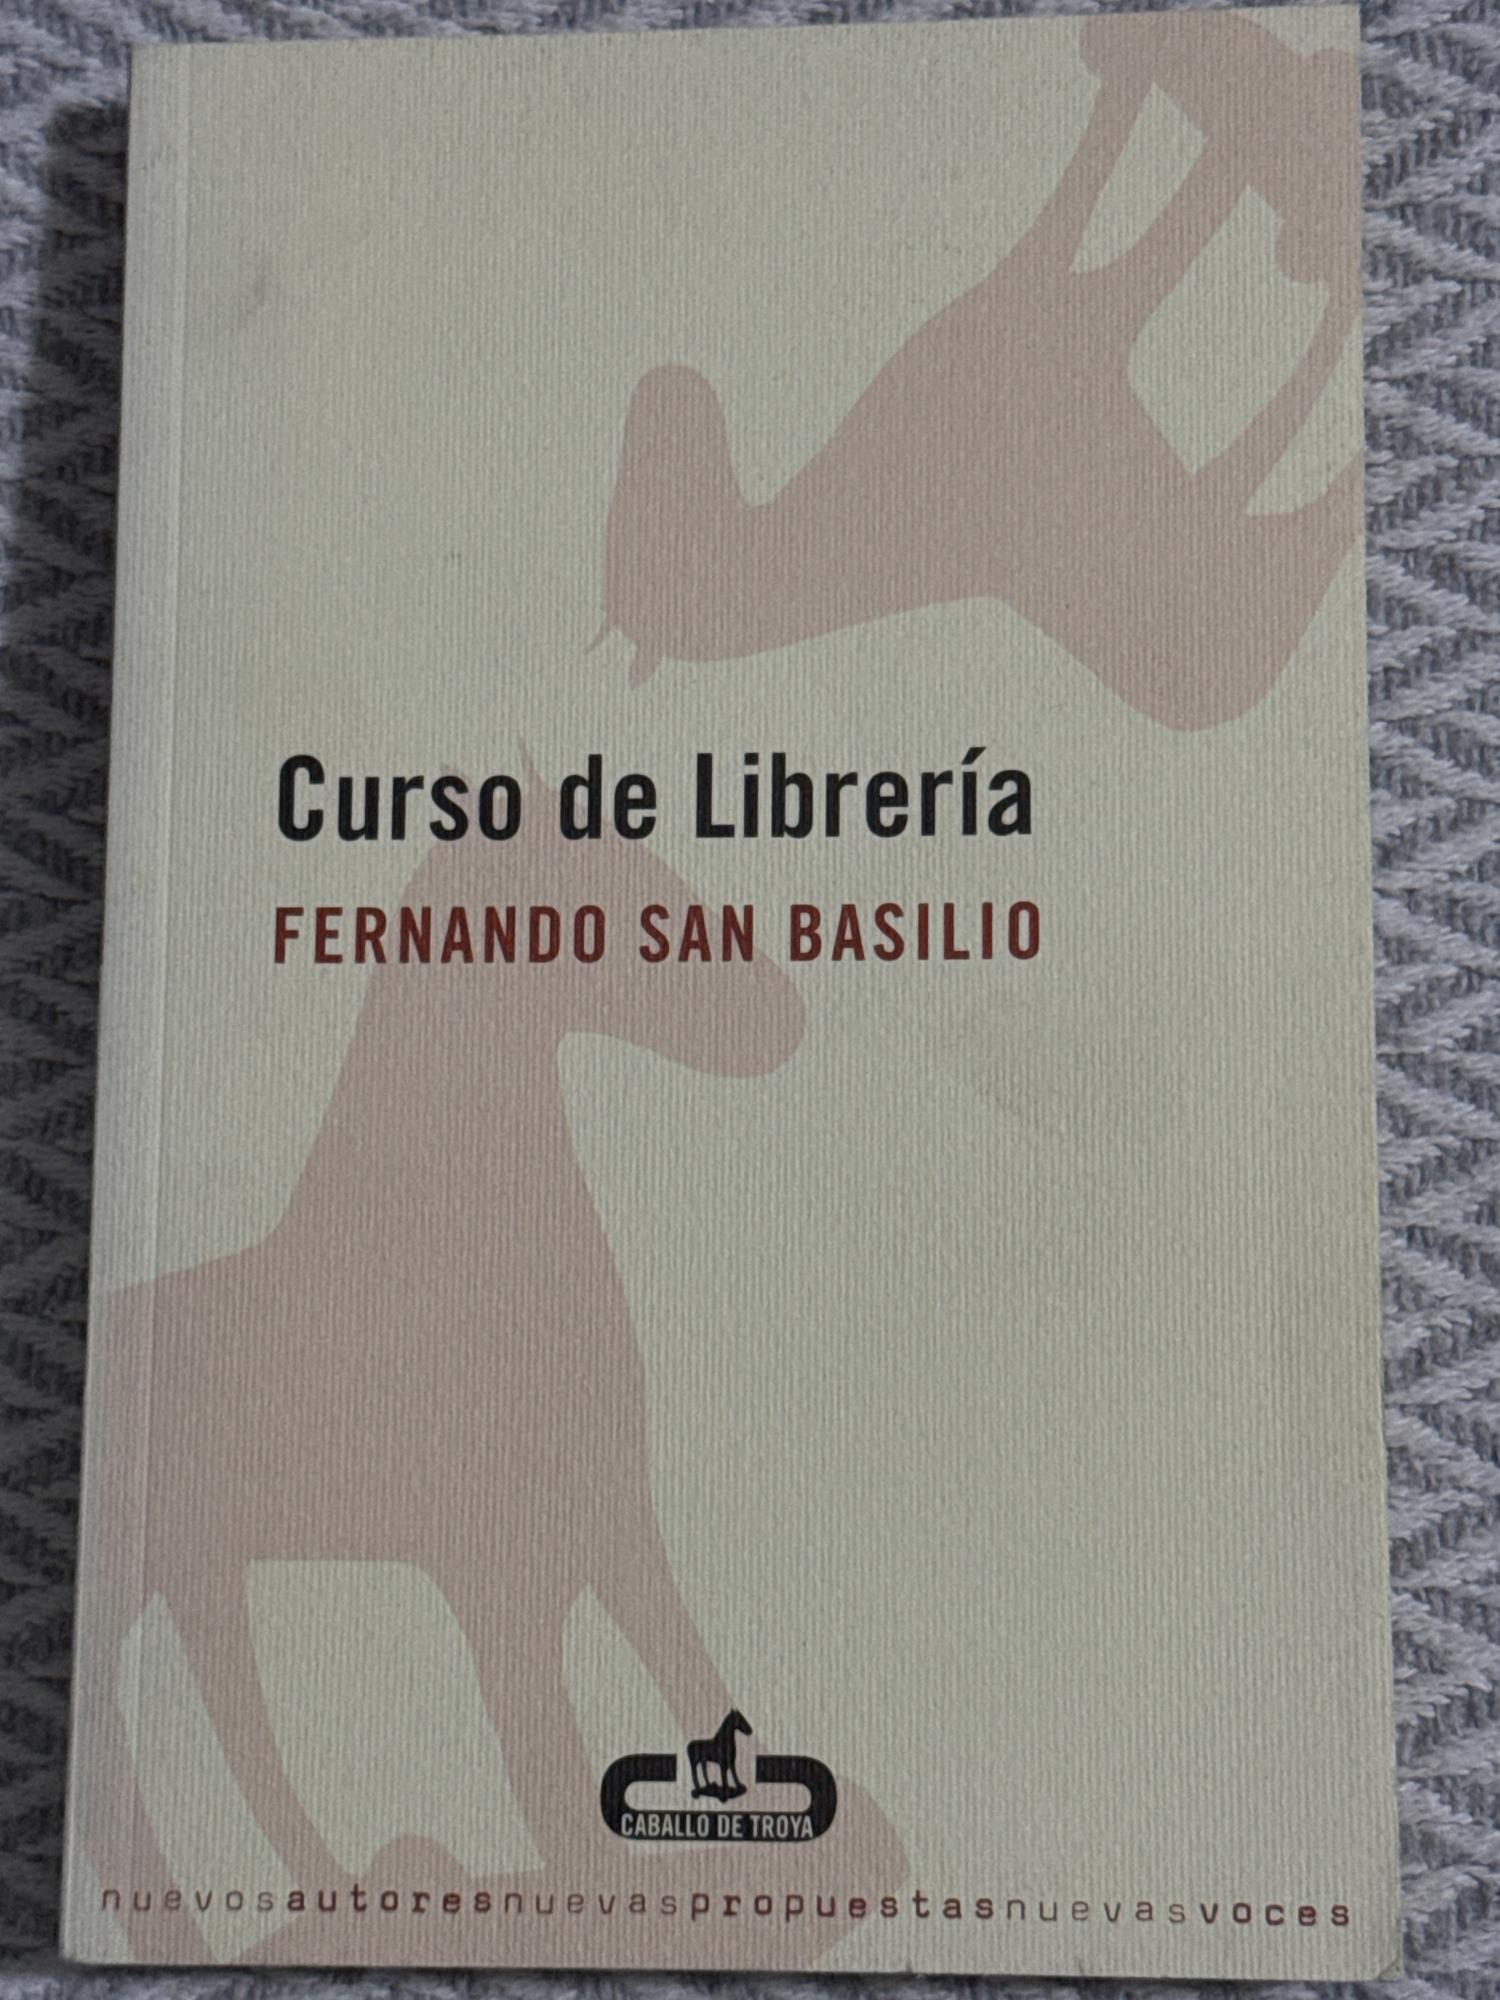 Curso de Librería
FERNANDO SAN BASILIO
CABALLO DE TROYA
nuevosautoresnuevaspropuestasnuevasvoces